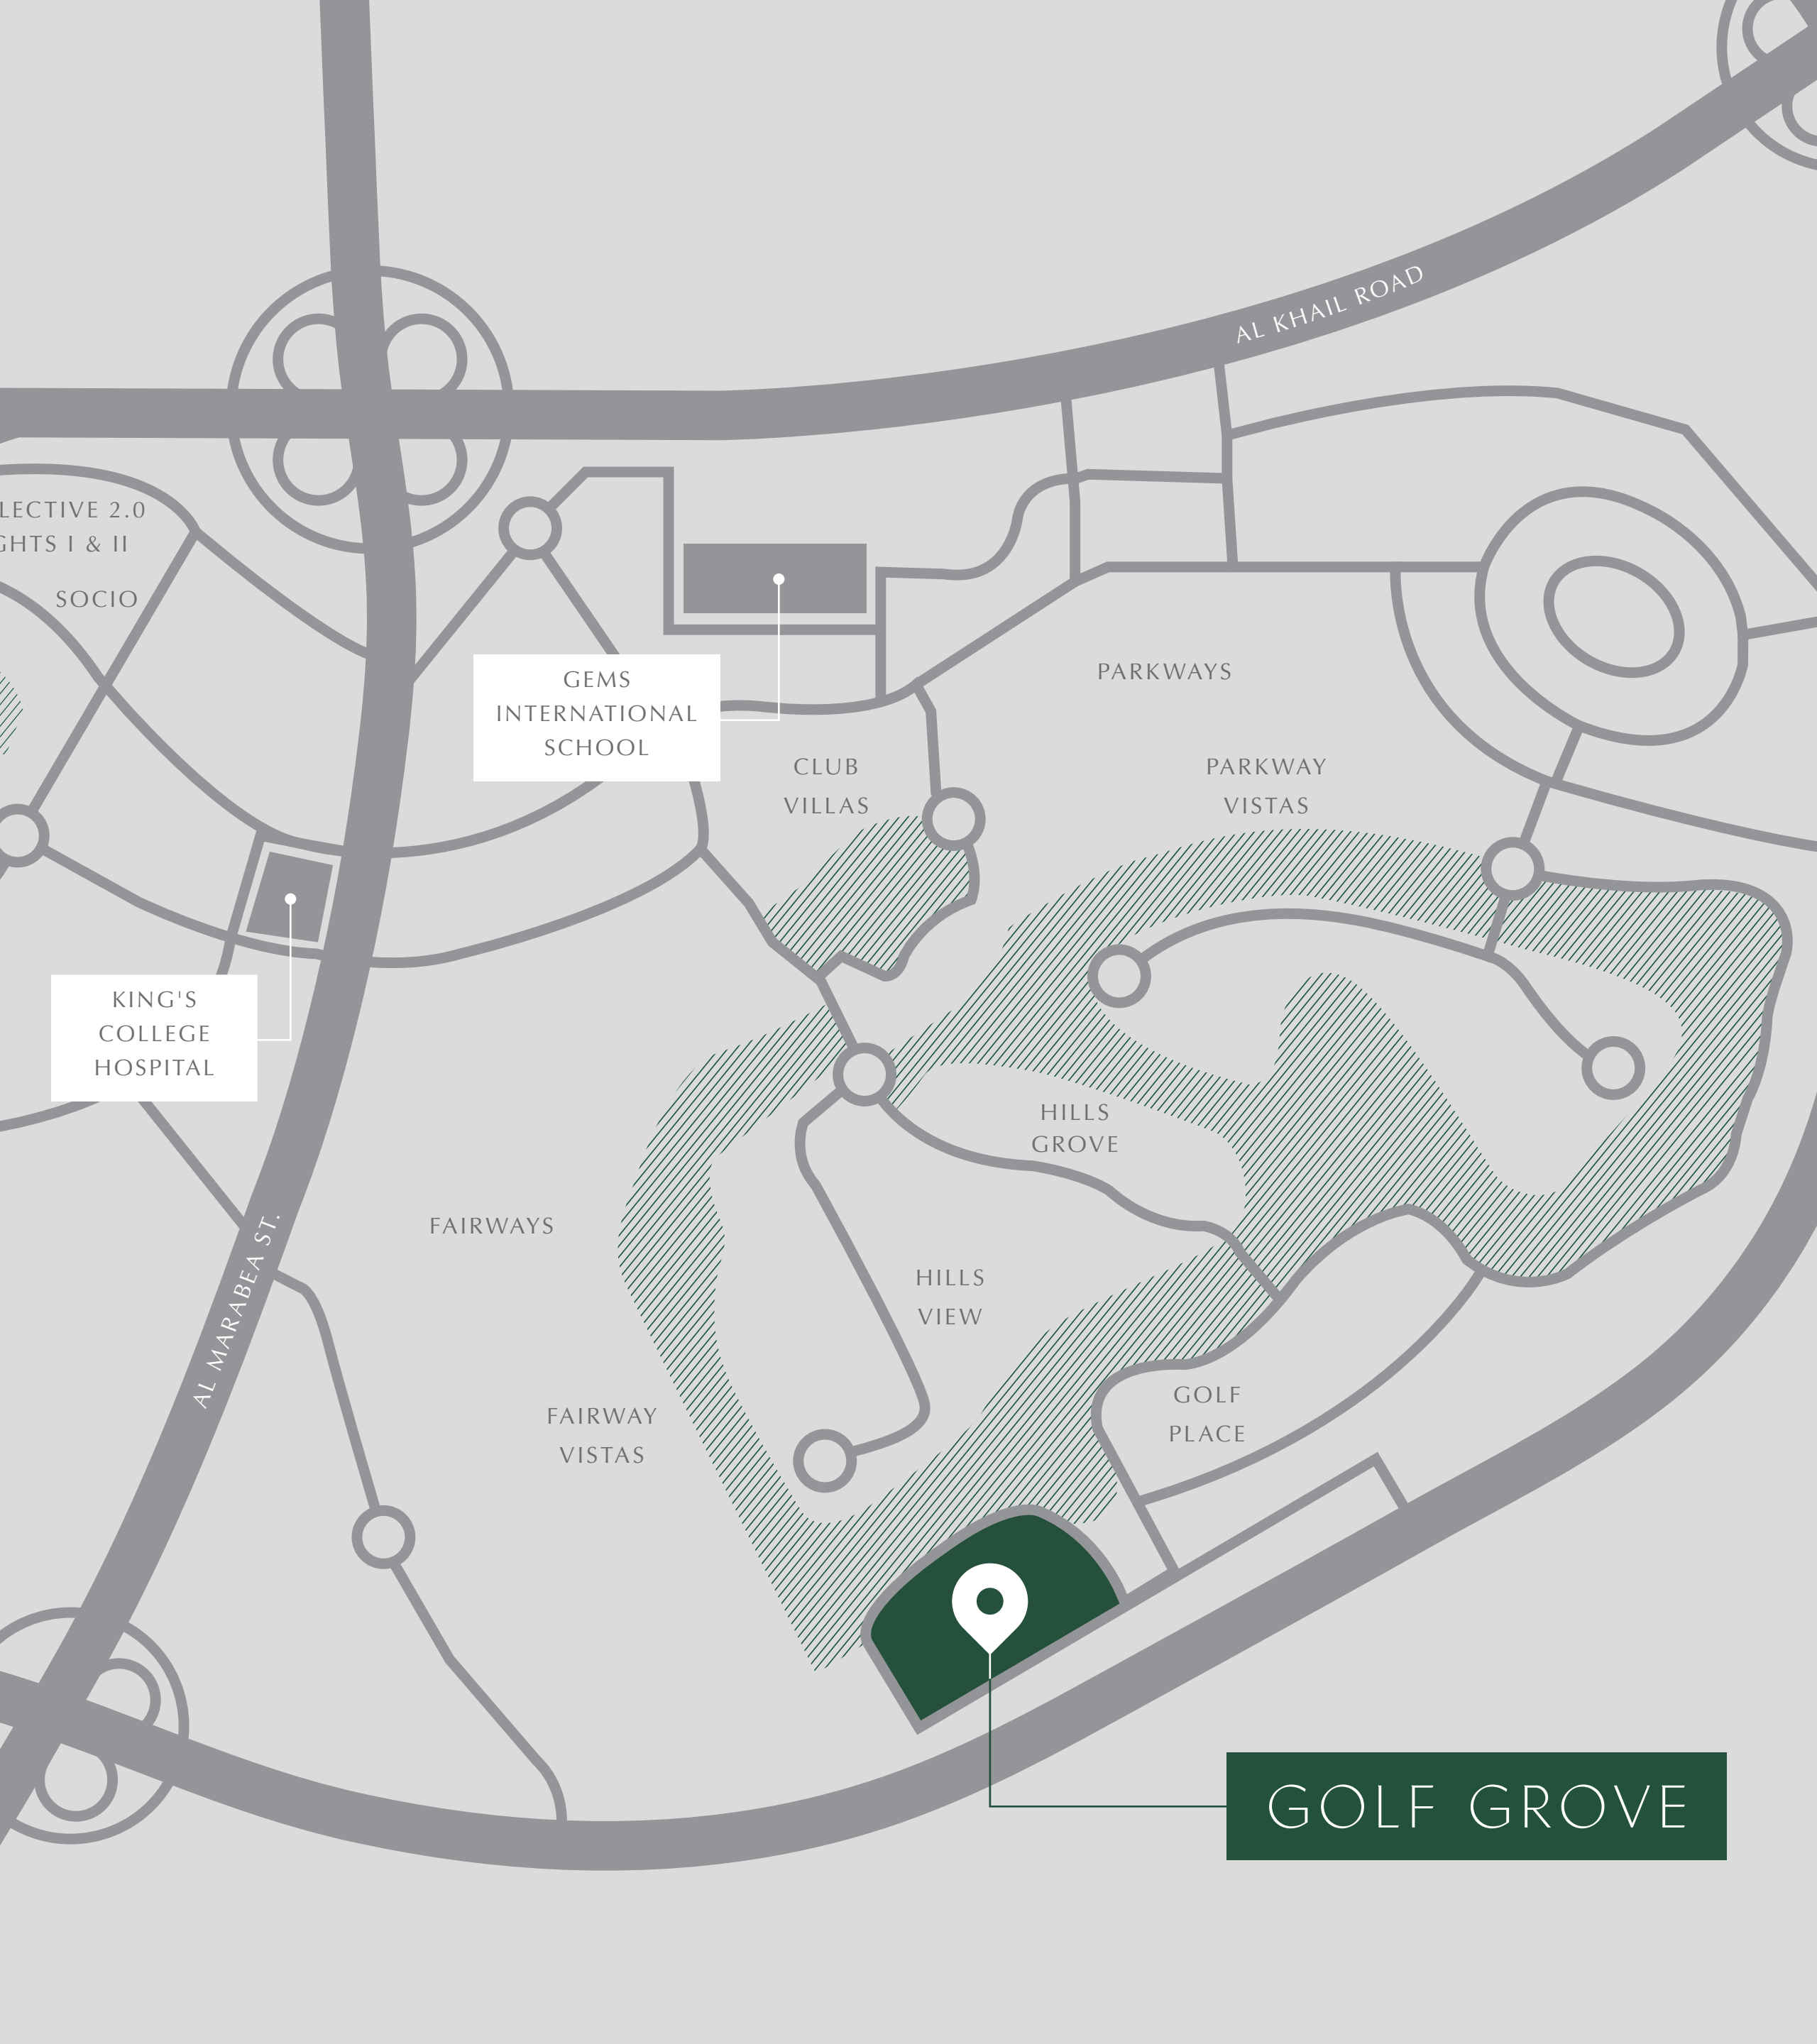 AL KHAIL ROAD
LECTIVE 2.0
GHTS I & II
SOCIO
GEMS
INTERNATIONAL
SCHOOL
PARKWAYS
CLUB
VILLAS
PARKWAY
VISTAS
KING'S
COLLEGE
HOSPITAL
HILLS
GROVE
FAIRWAYS
AL MARABEA ST.
HILLS
VIEW
GOLF
PLACE
FAIRWAY
VISTAS
GOLF GROVE